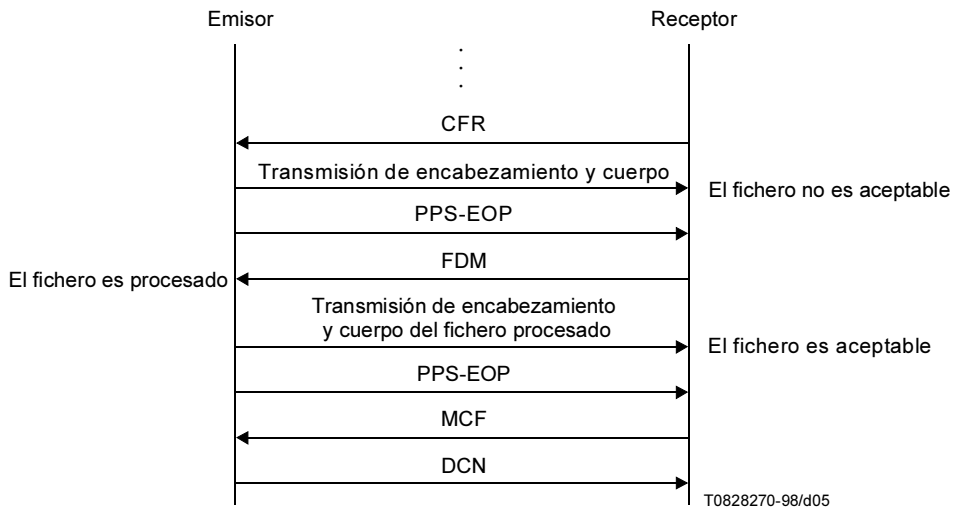 Emisor
Receptor
CFR
Transmisión de encabezamiento y cuerpo
El fichero no es aceptable
PPS-EOP
FDM
El fichero es procesado
Transmisión de encabezamiento
y cuerpo del fichero procesado
El fichero es aceptable
PPS-EOP
MCF
DCN
T0828270-98/d05